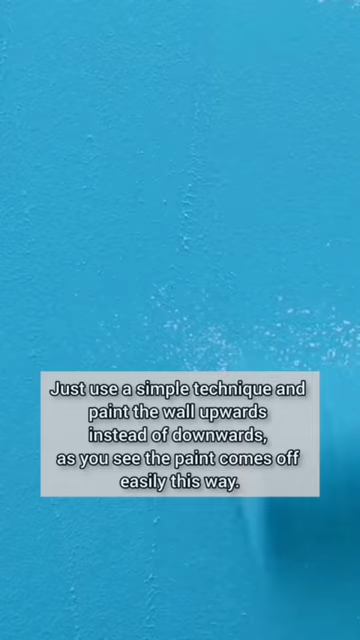 Just use a simple technique and
paint the wall upwards
instead of downwards,
as you see the paint comes off
easily this way.